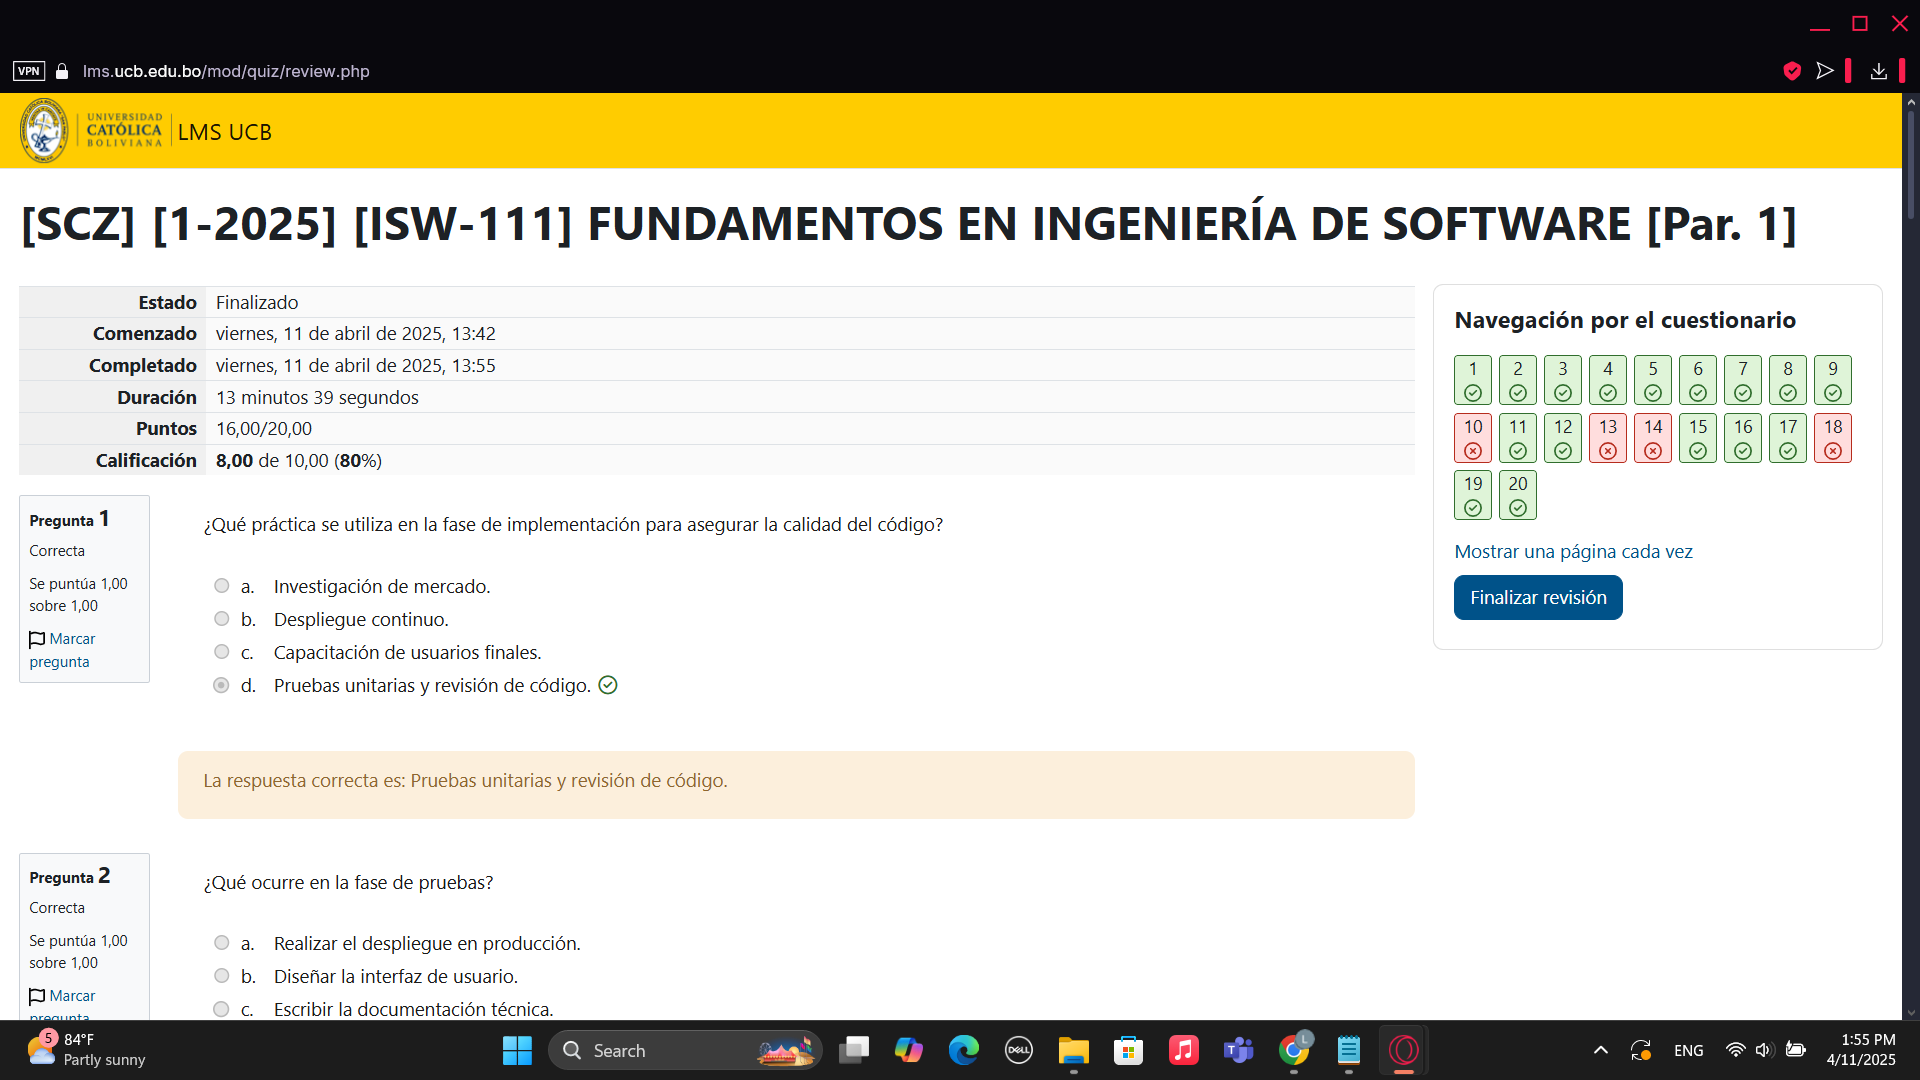 VPN
lms.ucb.edu.bo/mod/quiz/review.php
UNIVERSIDAD
CATÓLICA
BOLIVIANA
LMS UCB
[SCZ] [1-2025] [ISW-111] FUNDAMENTOS EN INGENIERÍA DE SOFTWARE [Par. 1]
Estado Finalizado
Comenzado viernes, 11 de abril de 2025, 13:42
Completado viernes, 11 de abril de 2025, 13:55
Duración 13 minutos 39 segundos
Puntos 16,00/20,00
Calificación 8,00 de 10,00 (80%)
Navegación por el cuestionario
1 2 3 4 5 6 7 8 9
10 11 12 13 14 15 16 17 18
19 20
Mostrar una página cada vez
Finalizar revisión
Pregunta 1
Correcta
Se puntúa 1,00
sobre 1,00
Marcar
pregunta
¿Qué práctica se utiliza en la fase de implementación para asegurar la calidad del código?
a. Investigación de mercado.
b. Despliegue continuo.
c. Capacitación de usuarios finales.
d. Pruebas unitarias y revisión de código.
La respuesta correcta es: Pruebas unitarias y revisión de código.
Pregunta 2
Correcta
Se puntúa 1,00
sobre 1,00
Marcar
pregunta
¿Qué ocurre en la fase de pruebas?
a. Realizar el despliegue en producción.
b. Diseñar la interfaz de usuario.
c. Escribir la documentación técnica.
5
84°F
Partly sunny
Search
DELL
L
ENG
1:55 PM
4/11/2025